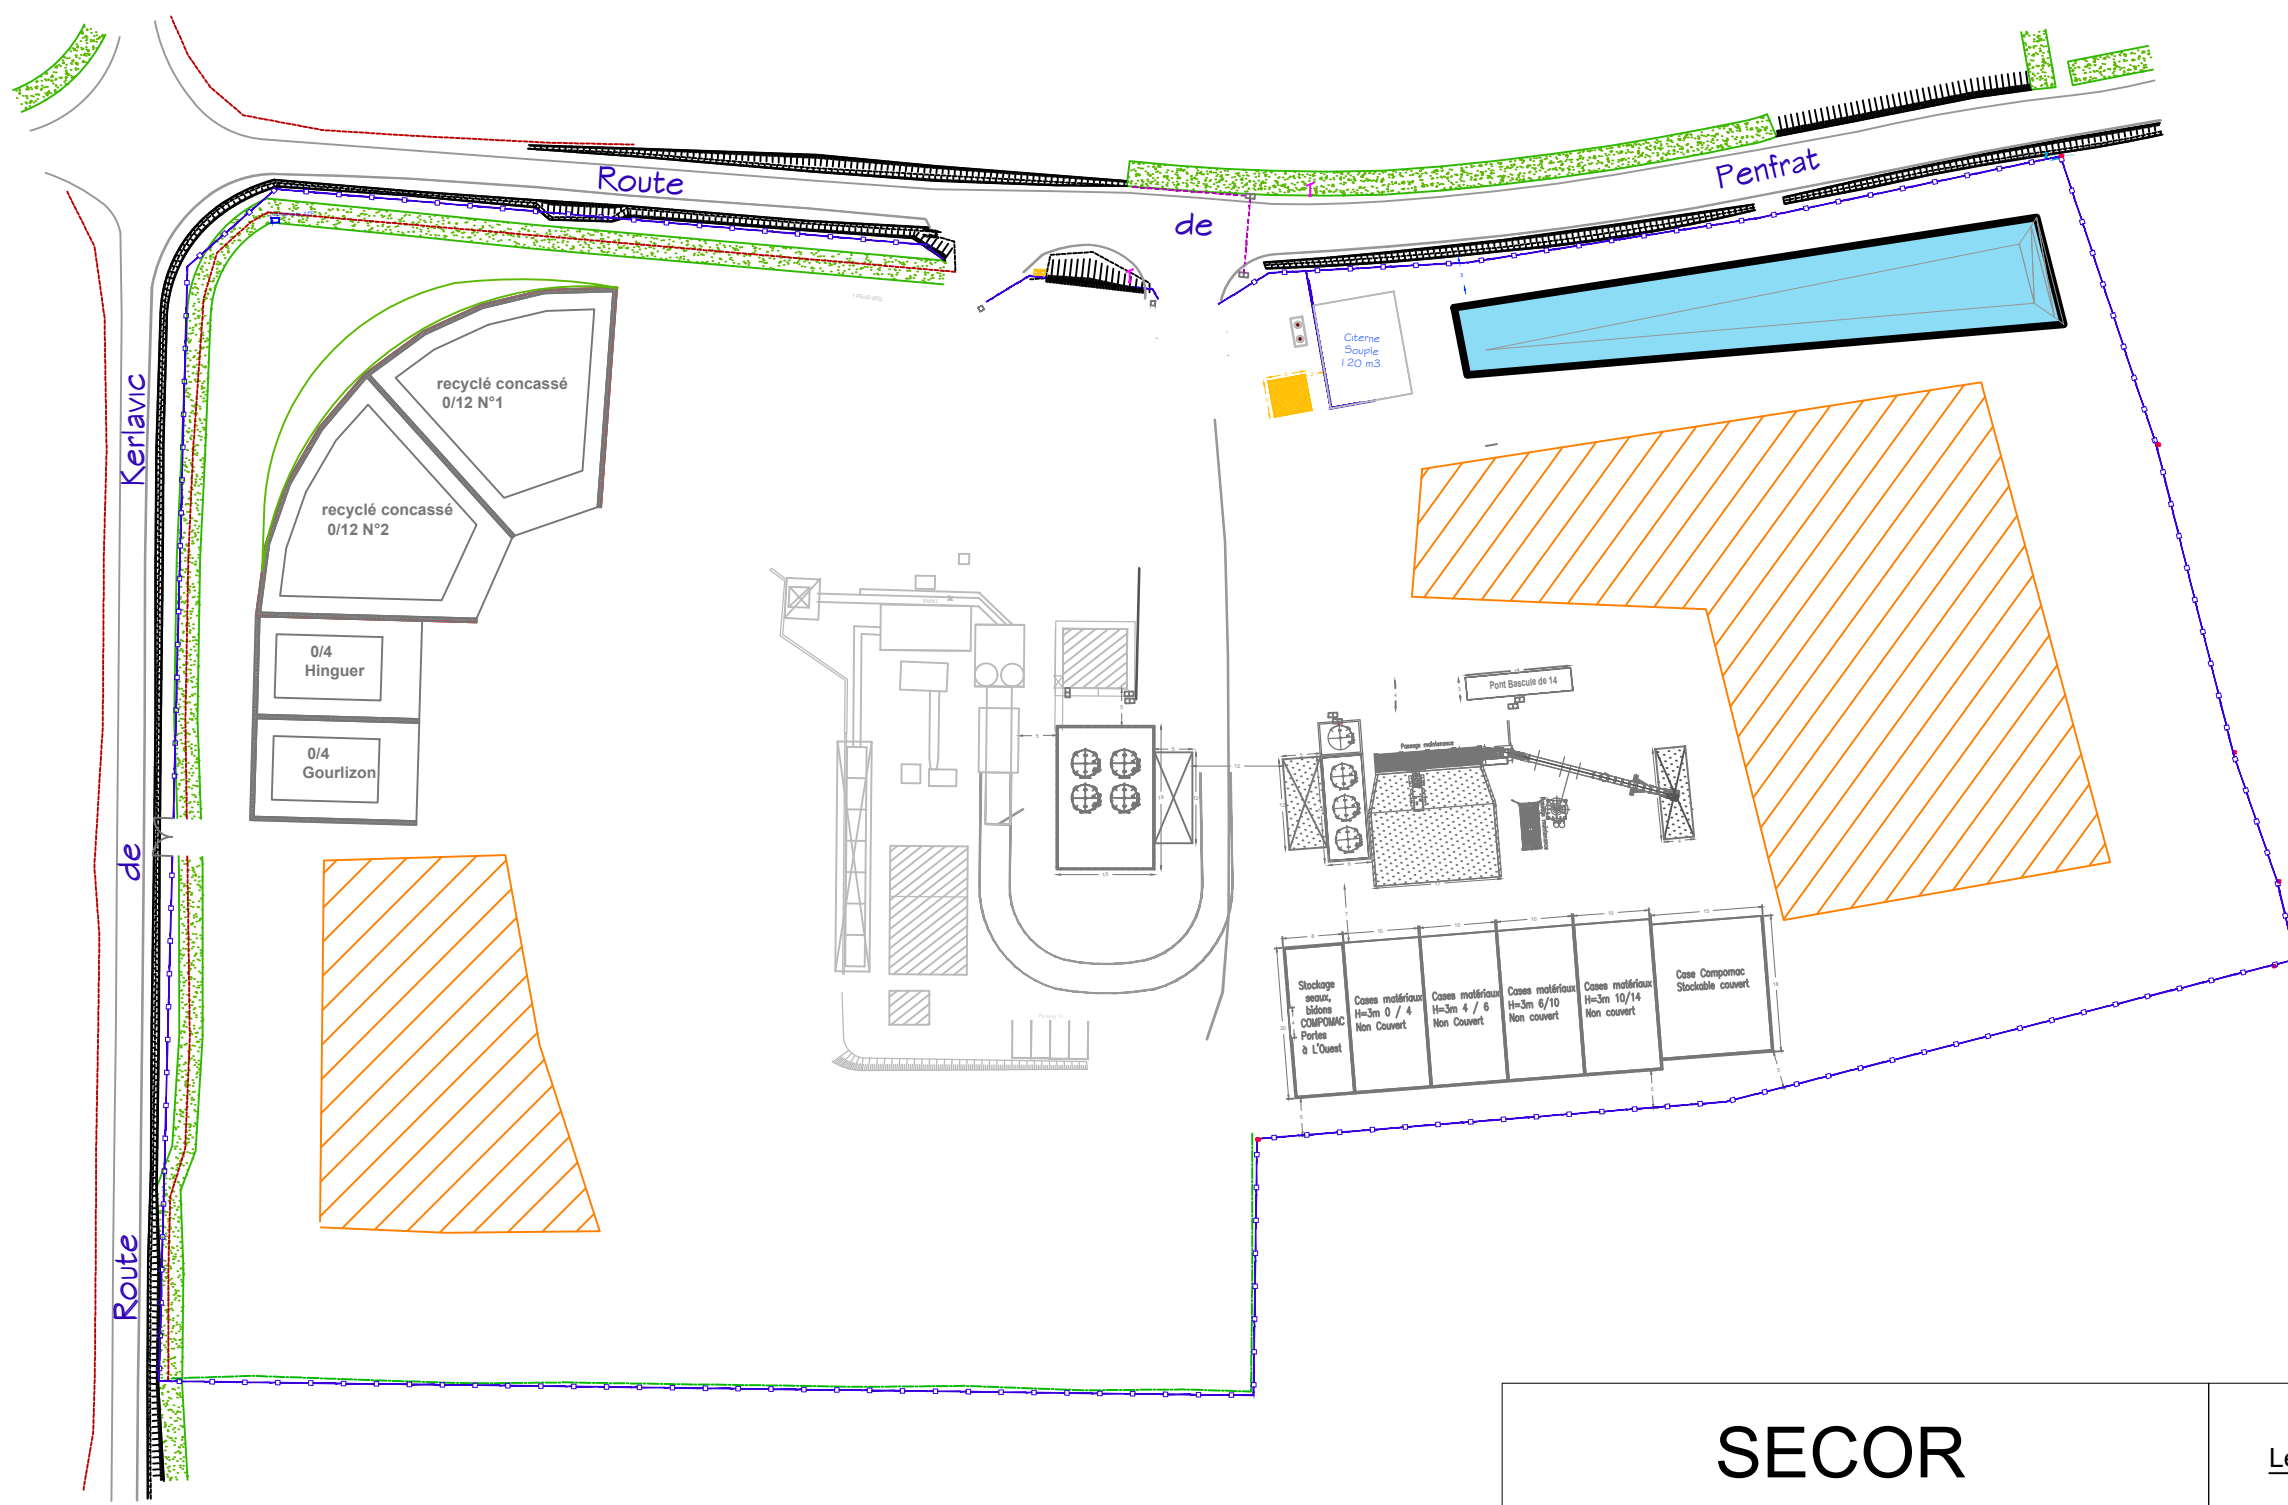 Route
de
Penfrat
Kerlavic
de
Route
Citerne
Souple
120 m3
recyclé concassé
0/12 N°1
recyclé concassé
0/12 N°2
0/4
Hinguer
0/4
Gourlizon
Pont Bascule de 14
Passage maintenance
Stockage
seaux,
bidons
COMPOMAC
Portes
à L'Ouest
Cases matériaux
H=3m 0 / 4
Non Couvert
Cases matériaux
H=3m 4 / 6
Non Couvert
Cases matériaux
H=3m 6/10
Non couvert
Cases matériaux
H=3m 10/14
Non couvert
Case Compomac
Stockable couvert
SECOR
Le